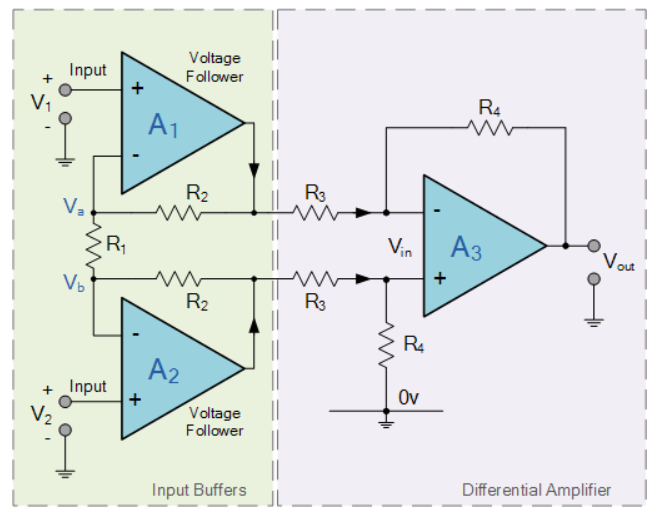 Voltage
Follower
+
Input
V1
-
+
A1
-
R4
R2
R3
Va
R1
-
Vin
A3
Vout
Vb
+
R2
R3
-
A2
R4
+
Input
+
V2
-
0v
Voltage
Follower
Input Buffers
Differential Amplifier